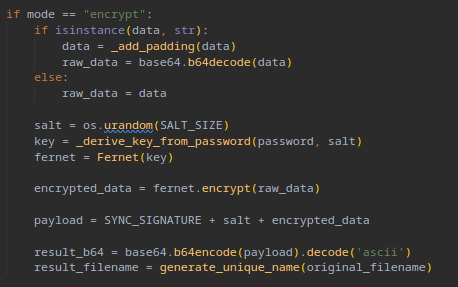 if mode == "encrypt":
if isinstance(data, str):
data = _add_padding(data)
raw_data = base64.b64decode(data)
else:
raw_data = data
salt = os.urandom(SALT_SIZE)
key = _derive_key_from_password(password, salt)
fernet = Fernet(key)
encrypted_data = fernet.encrypt(raw_data)
payload = SYNC_SIGNATURE + salt + encrypted_data
result_b64 = base64.b64encode(payload).decode('ascii')
result_filename = generate_unique_name(original_filename)